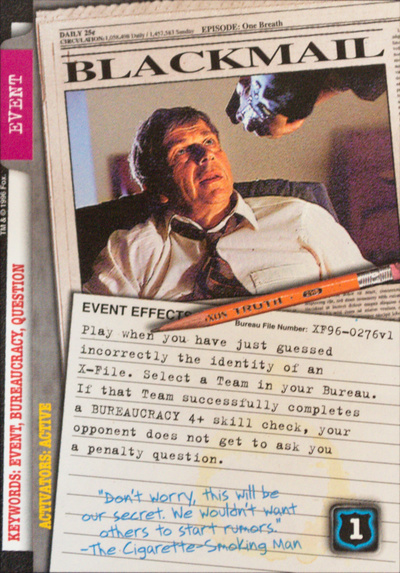 DAILY 25¢
EPISODE: One Breath
BLACKMAIL
EVENT
TM & © 1996 Fox.
KEYWORDS: EVENT, BUREAUCRACY, QUESTION
ACTIVATORS: ACTIVE
TRUTH
EVENT EFFECTS
Bureau File Number: XF96-0276v1
Play when you have just guessed
incorrectly the identity of an
X-File. Select a Team in your Bureau.
If that Team successfully completes
a BUREAUCRACY 4+ skill check, your
opponent does not get to ask you
a penalty question.
"Don't worry, this will be
our secret. We wouldn't want
others to start rumors."
-The Cigarette-Smoking Man
1